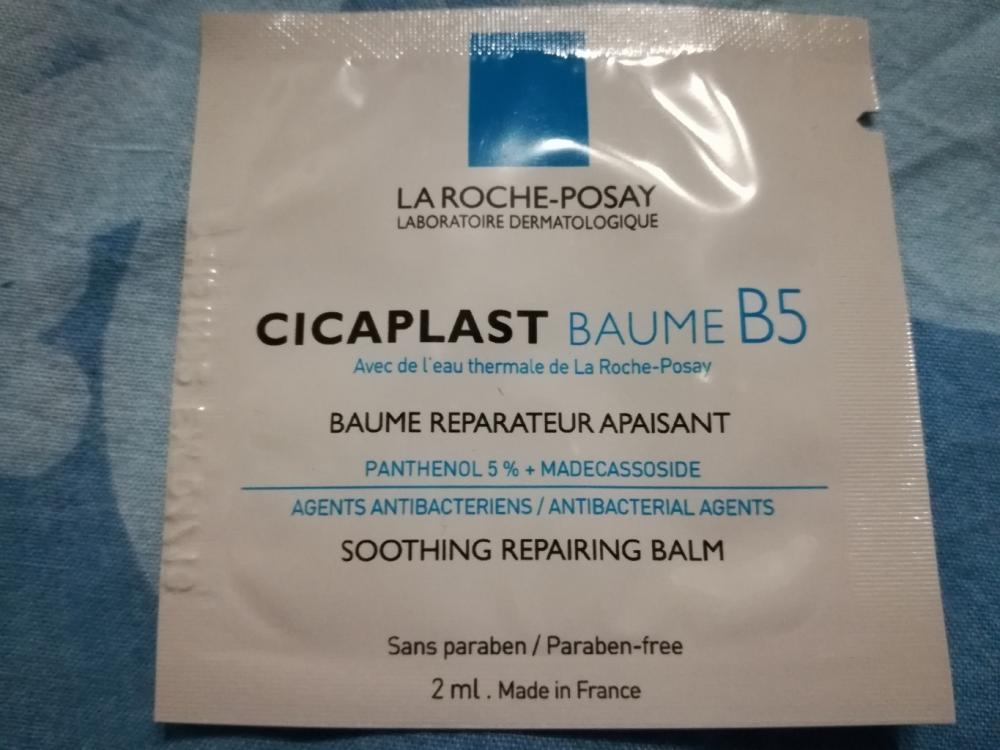 LA ROCHE-POSAY
LABORATOIRE DERMATOLOGIQUE
CICAPLAST BAUME B5
Avec de l'eau thermale de La Roche-Posay
BAUME REPARATEUR APAISANT
PANTHENOL 5 % + MADECASSOSIDE
AGENTS ANTIBACTERIENS / ANTIBACTERIAL AGENTS
SOOTHING REPAIRING BALM
Sans paraben / Paraben-free
2 ml . Made in France